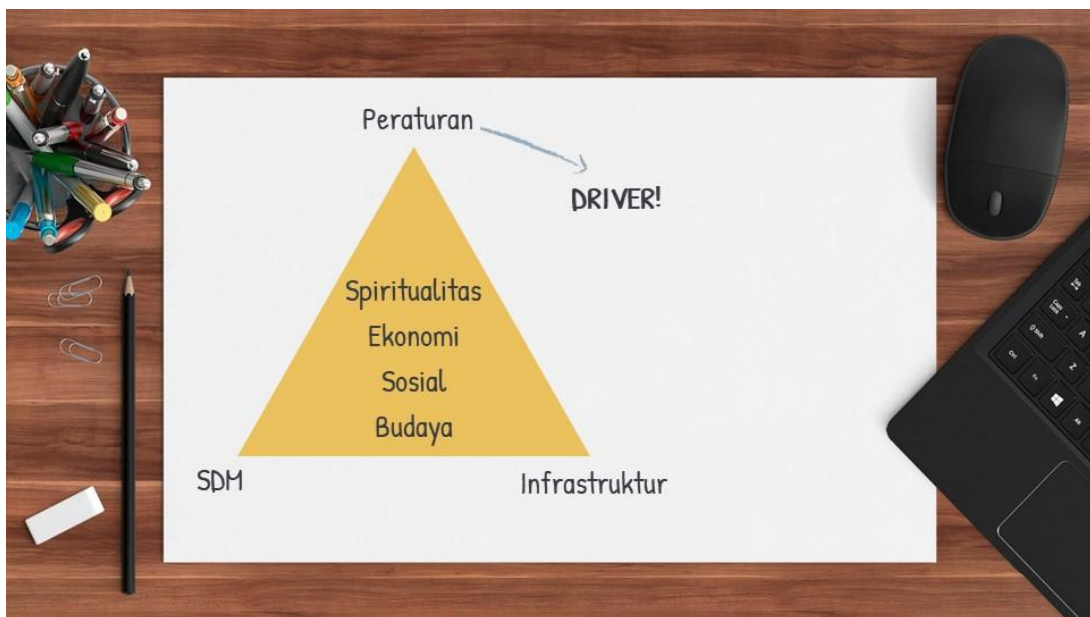 Peraturan
DRIVER!
Spiritualitas
Ekonomi
Sosial
Budaya
SDM
Infrastruktur